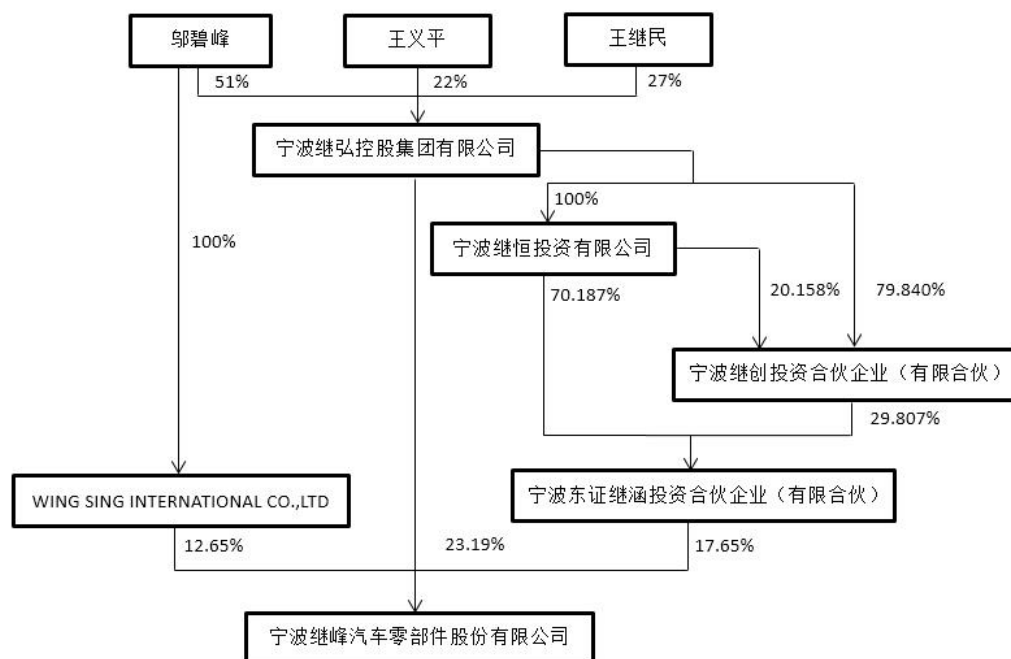 邬碧峰
王义平
王继民
51%
22%
27%
宁波继弘控股集团有限公司
100%
宁波继恒投资有限公司
100%
70.187%
20.158%
79.840%
宁波继创投资合伙企业（有限合伙）
29.807%
WING SING INTERNATIONAL CO.,LTD
宁波东证继涵投资合伙企业（有限合伙）
12.65%
23.19%
17.65%
宁波继峰汽车零部件股份有限公司